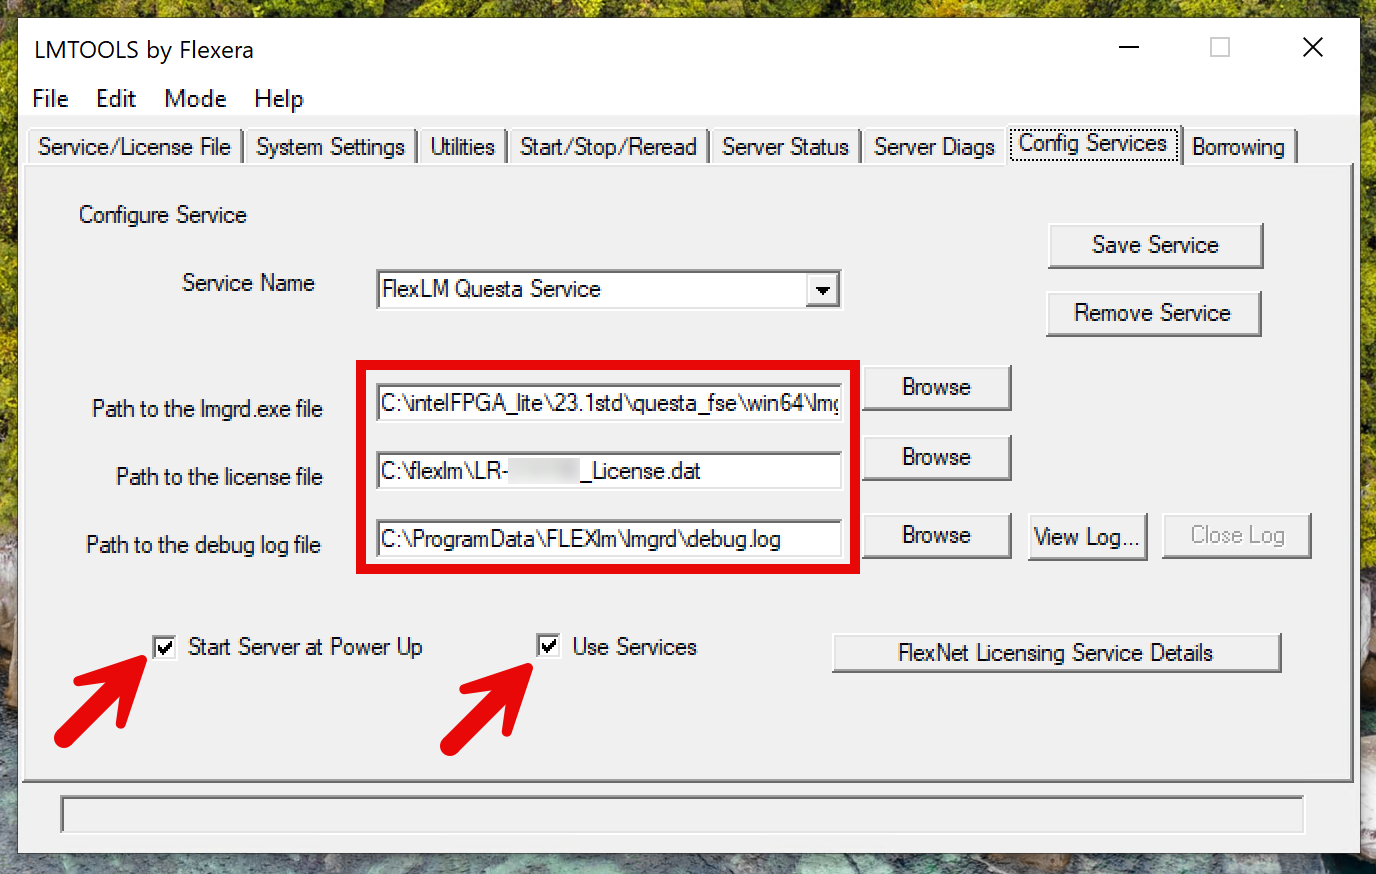 LMTOOLS by Flexera
File Edit Mode Help
Service/License File System Settings Utilities Start/Stop/Reread Server Status Server Diags Config Services Borrowing
Configure Service
Save Service
Service Name FlexLM Questa Service
Remove Service
Path to the lmgrd.exe file C:\intelFPGA_lite\23.1std\questa_fse\win64\lmg Browse
Path to the license file C:\flexlm\LR- _License.dat Browse
Path to the debug log file C:\ProgramData\FLEXlm\lmgrd\debug.log Browse View Log... Close Log
Start Server at Power Up Use Services FlexNet Licensing Service Details